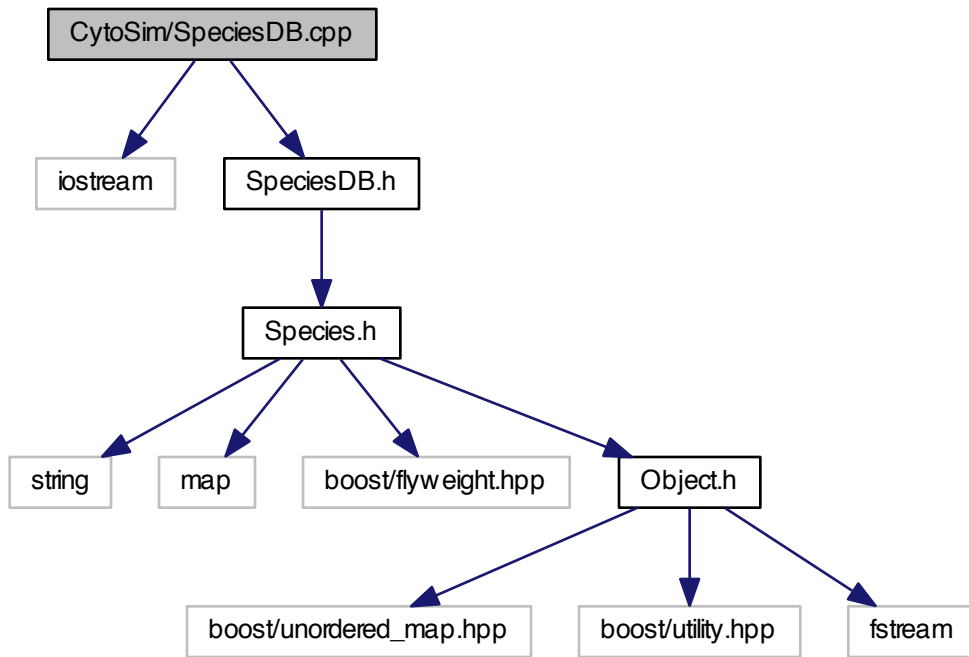 CytoSim/SpeciesDB.cpp
iostream
SpeciesDB.h
Species.h
string
map
boost/flyweight.hpp
Object.h
boost/unordered_map.hpp
boost/utility.hpp
fstream